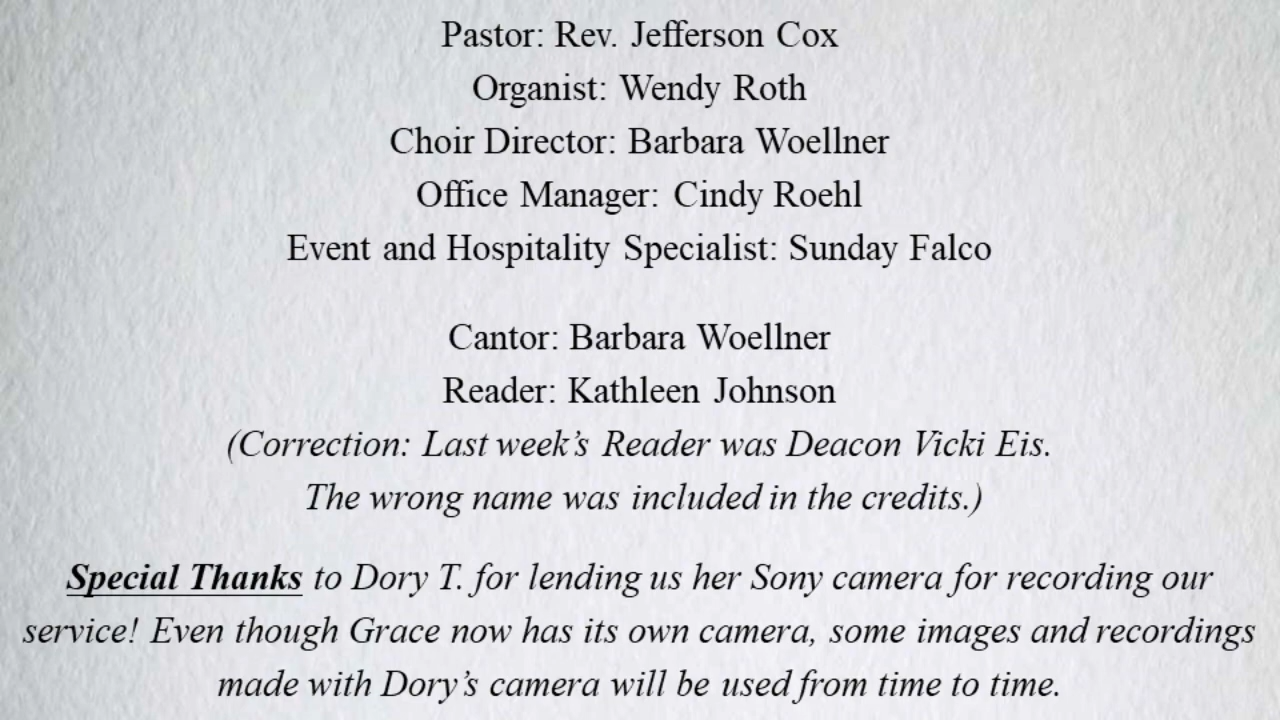 Pastor: Rev. Jefferson Cox
Organist: Wendy Roth
Choir Director: Barbara Woellner
Office Manager: Cindy Roehl
Event and Hospitality Specialist: Sunday Falco
Cantor: Barbara Woellner
Reader: Kathleen Johnson
(Correction: Last week’s Reader was Deacon Vicki Eis.
The wrong name was included in the credits.)
Special Thanks to Dory T. for lending us her Sony camera for recording our
service! Even though Grace now has its own camera, some images and recordings
made with Dory’s camera will be used from time to time.